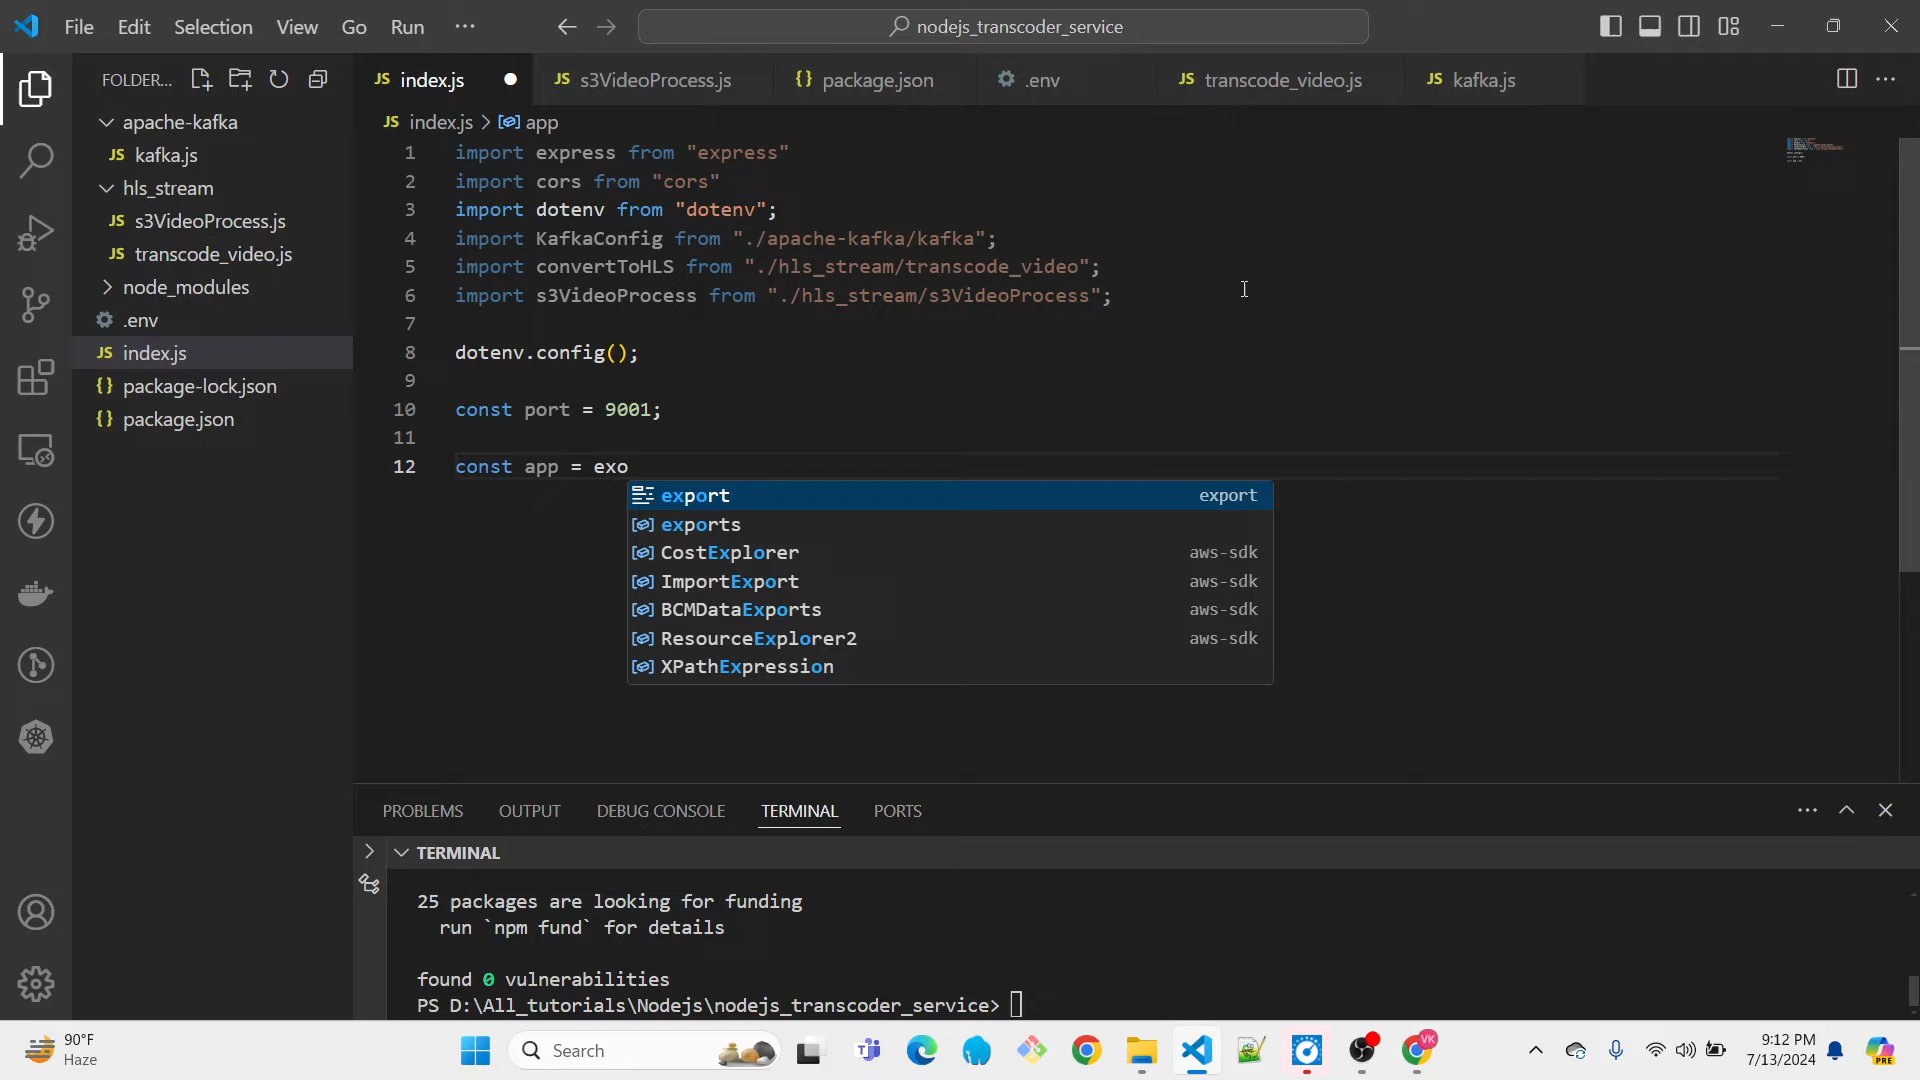 File Edit Selection View Go Run ··· nodejs_transcoder_service
FOLDER...
index.js s3VideoProcess.js package.json .env transcode_video.js kafka.js
JS index.js > app
apache-kafka
JS kafka.js
hls_stream
JS s3VideoProcess.js
JS transcode_video.js
node_modules
.env
JS index.js
{} package-lock.json
{} package.json
1 import express from "express"
2 import cors from "cors"
3 import dotenv from "dotenv";
4 import KafkaConfig from "./apache-kafka/kafka";
5 import convertToHLS from "./hls_stream/transcode_video";
6 import s3VideoProcess from "./hls_stream/s3VideoProcess";
7
8 dotenv.config();
9
10 const port = 9001;
11
12 const app = exo
export export
exports
CostExplorer aws-sdk
ImportExport aws-sdk
BCMDataExports aws-sdk
ResourceExplorer2 aws-sdk
XPathExpression
PROBLEMS OUTPUT DEBUG CONSOLE TERMINAL PORTS
TERMINAL
25 packages are looking for funding
run `npm fund` for details
found 0 vulnerabilities
PS D:\All_tutorials\Nodejs\nodejs_transcoder_service>
90°F
Haze
Search
VK
9:12 PM
7/13/2024
PRE